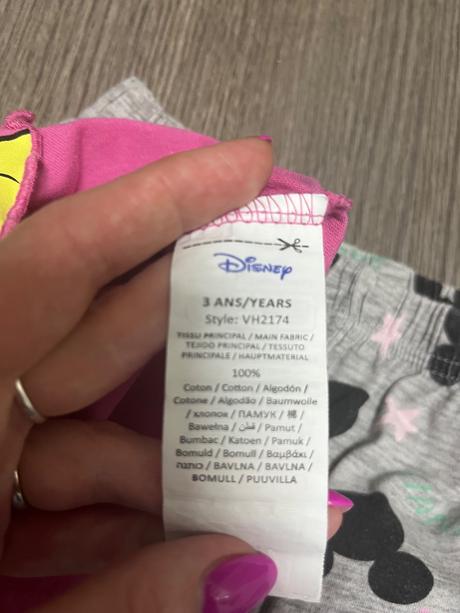 Disney
3 ANS/YEARS
Style: VH2174
TISSU PRINCIPAL / MAIN FABRIC /
TEJIDO PRINCIPAL / TESSUTO
PRINCIPALE / HAUPTMATERIAL
100%
Coton / Cotton / Algodón /
Cotone / Algodão / Baumwolle
/ хлопок / ПАМУК / 棉 /
Bawełna / قطن / Pamut /
Bumbac / Katoen / Pamuk /
Bomuld / Bomull / Βαμβάκι /
כותנה / BAVLNA / BAVLNA /
BOMULL / PUUVILLA